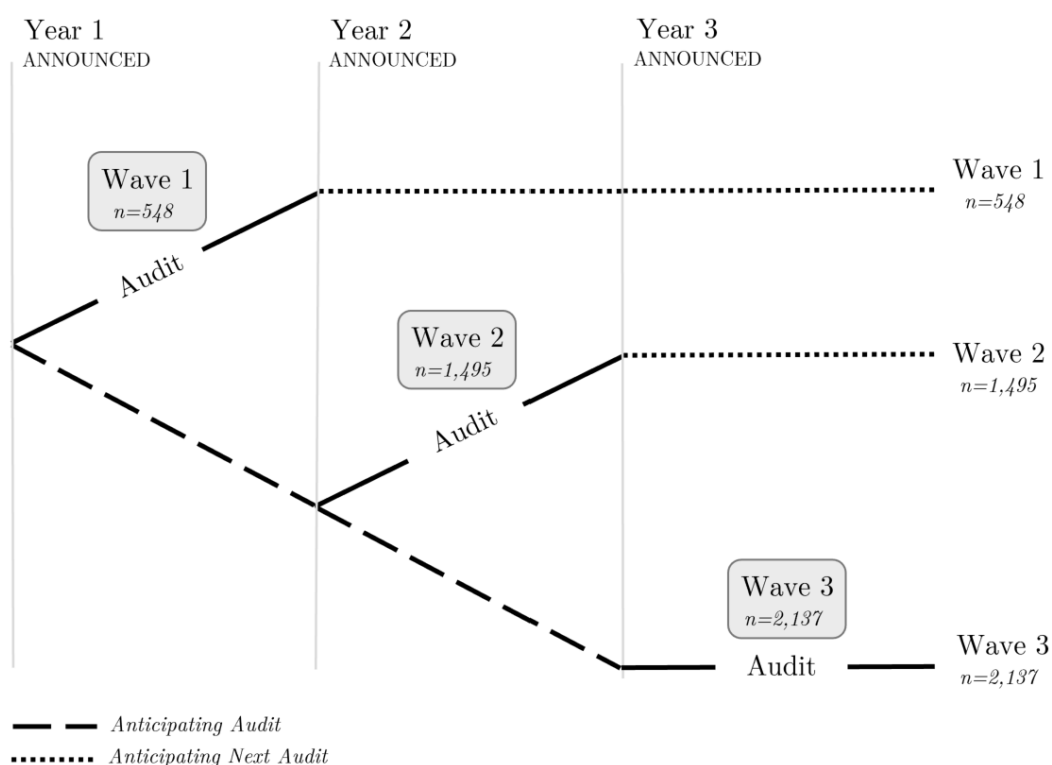 Year 1
ANNOUNCED
Year 2
ANNOUNCED
Year 3
ANNOUNCED
Wave 1
n=548
Audit
Wave 1
n=548
Wave 2
n=1,495
Audit
Wave 2
n=1,495
Wave 3
n=2,137
Audit
Wave 3
n=2,137
Anticipating Audit
Anticipating Next Audit